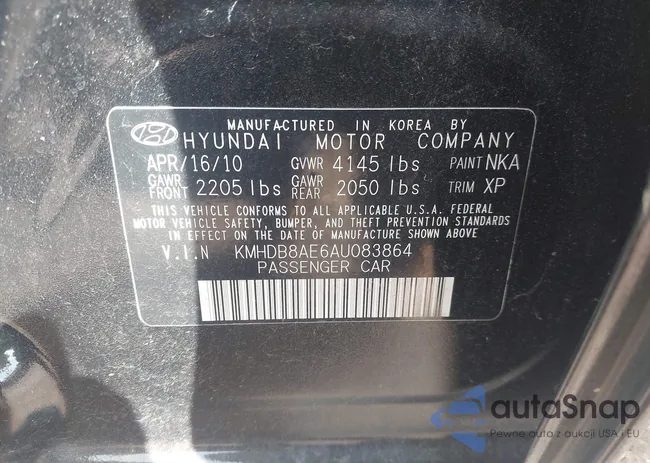 MANUFACTURED IN KOREA BY
HYUNDAI MOTOR COMPANY
APR/16/10 GVWR 4145 lbs PAINT NKA
GAWR FRONT 2205 lbs GAWR REAR 2050 lbs TRIM XP
THIS VEHICLE CONFORMS TO ALL APPLICABLE U.S.A. FEDERAL
MOTOR VEHICLE SAFETY, BUMPER, AND THEFT PREVENTION STANDARDS
IN EFFECT ON THE DATE OF MANUFACTURE SHOWN ABOVE
V.I.N KMHDB8AE6AU083864
PASSENGER CAR
autoSnap
Pewne auta z aukcji USA i EU